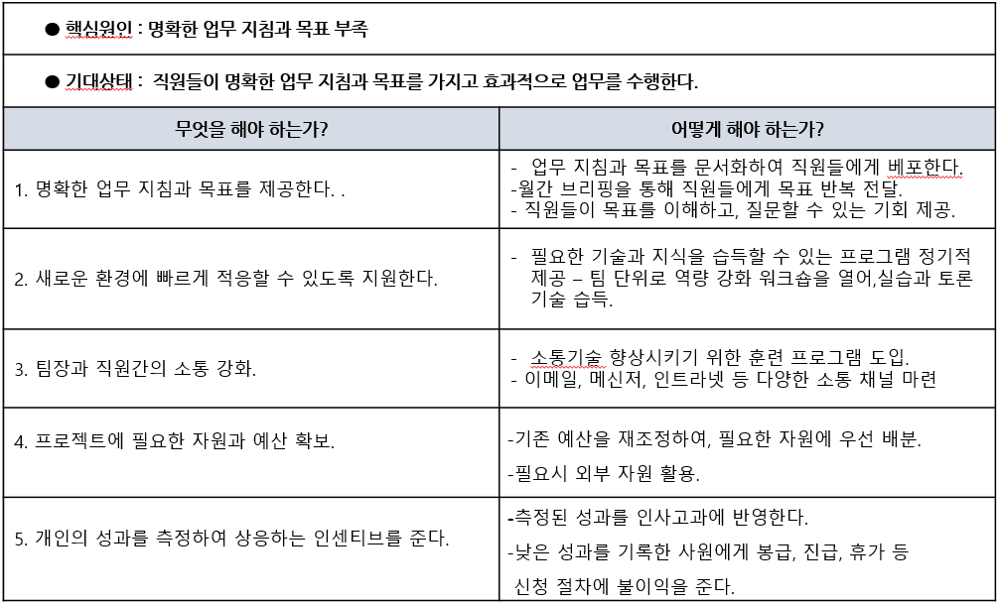 ● 핵심원인 : 명확한 업무 지침과 목표 부족
● 기대상태 : 직원들이 명확한 업무 지침과 목표를 가지고 효과적으로 업무를 수행한다.
무엇을 해야 하는가?
어떻게 해야 하는가?
1. 명확한 업무 지침과 목표를 제공한다. .
- 업무 지침과 목표를 문서화하여 직원들에게 베포한다.
-월간 브리핑을 통해 직원들에게 목표 반복 전달.
- 직원들이 목표를 이해하고, 질문할 수 있는 기회 제공.
2. 새로운 환경에 빠르게 적응할 수 있도록 지원한다.
- 필요한 기술과 지식을 습득할 수 있는 프로그램 정기적
제공 – 팀 단위로 역량 강화 워크숍을 열어,실습과 토론
기술 습득.
3. 팀장과 직원간의 소통 강화.
- 소통기술 향상시키기 위한 훈련 프로그램 도입.
- 이메일, 메신저, 인트라넷 등 다양한 소통 채널 마련
4. 프로젝트에 필요한 자원과 예산 확보.
-기존 예산을 재조정하여, 필요한 자원에 우선 배분.
-필요시 외부 자원 활용.
5. 개인의 성과를 측정하여 상응하는 인센티브를 준다.
-측정된 성과를 인사고과에 반영한다.
-낮은 성과를 기록한 사원에게 봉급, 진급, 휴가 등
신청 절차에 불이익을 준다.